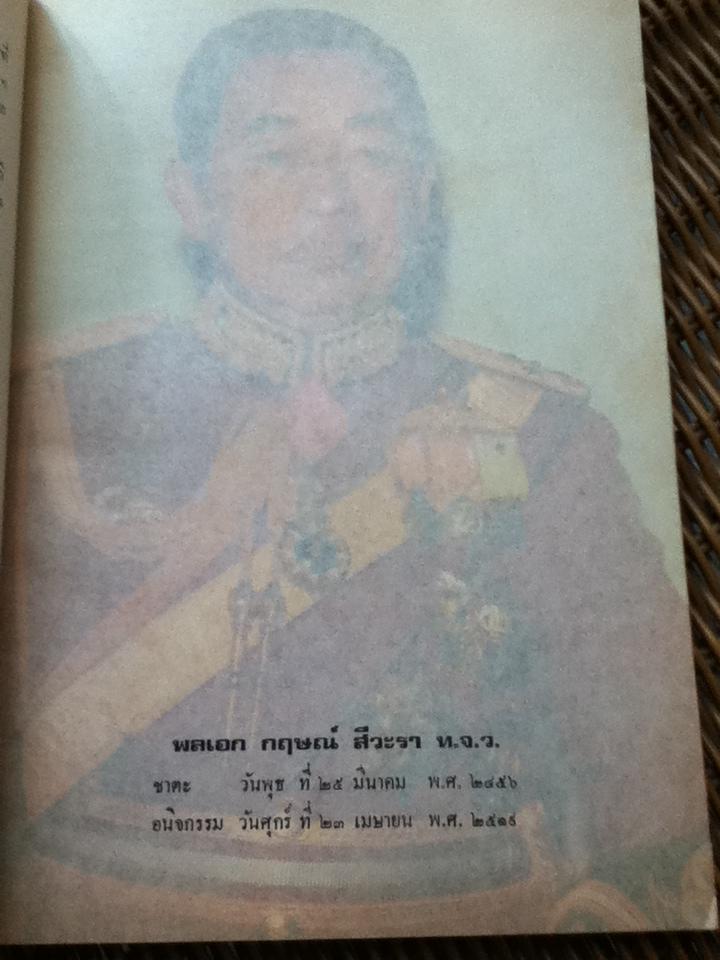 พลเอก กฤษณ์ สีวะรา ท.จ.ว.
ชาตะ วันพุธ ที่ ๒๕ มีนาคม พ.ศ. ๒๔๕๖
อนิจกรรม วันศุกร์ ที่ ๒๓ เมษายน พ.ศ. ๒๕๑๙